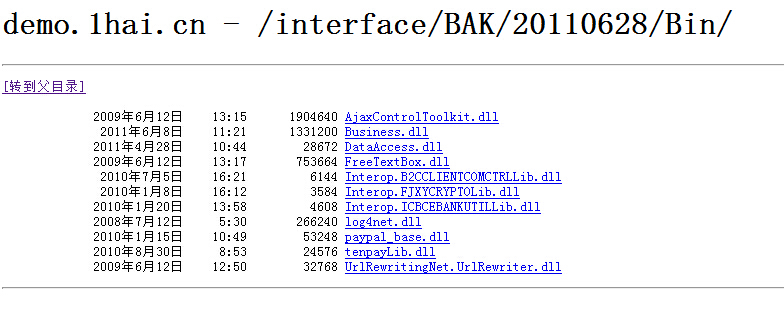 demo.1hai.cn - /interface/BAK/20110628/Bin/
[转到父目录]
2009年6月12日 13:15 1904640 AjaxControlToolkit.dll
2011年6月8日 11:21 1331200 Business.dll
2011年4月28日 10:44 28672 DataAccess.dll
2009年6月12日 13:17 753664 FreeTextBox.dll
2010年7月5日 16:21 6144 Interop.B2CCLIENTCOMCTRLLib.dll
2010年1月8日 16:12 3584 Interop.FJXYCRYPTOLib.dll
2010年1月20日 13:58 4608 Interop.ICBCEBANKUTILLib.dll
2008年7月12日 5:30 266240 log4net.dll
2010年1月15日 10:49 53248 paypal_base.dll
2010年8月30日 8:53 24576 tenpayLib.dll
2009年6月12日 12:50 32768 UrlRewritingNet.UrlRewriter.dll